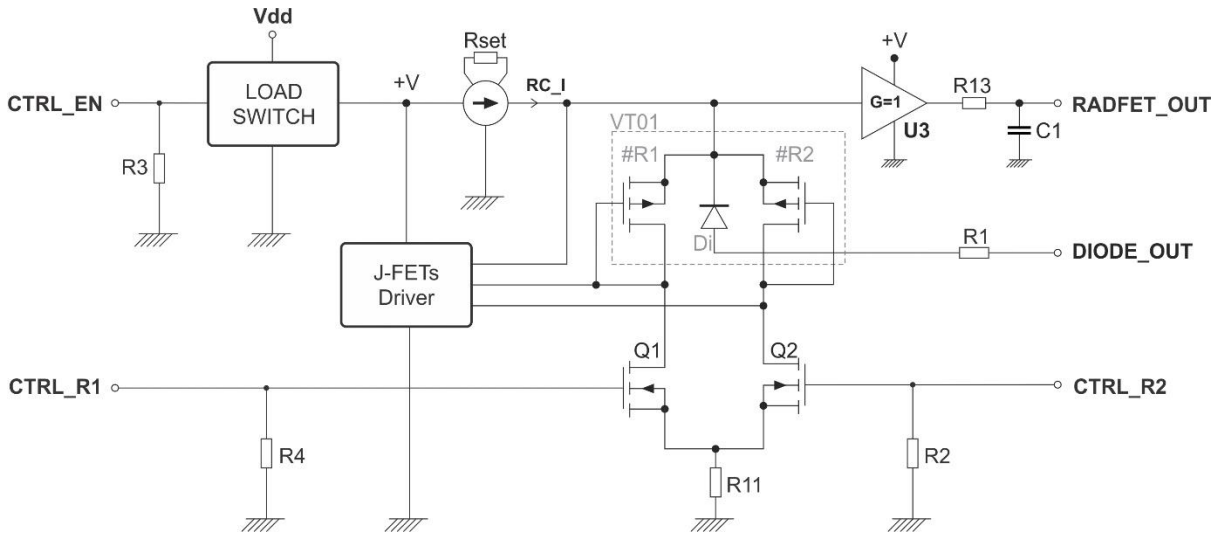 Vdd
Rset
+V
RC_I
+V
CTRL_EN
LOAD
SWITCH
G=1
U3
R13
RADFET_OUT
C1
R3
VT01
#R1
#R2
Di
R1
DIODE_OUT
J-FETs
Driver
Q1
Q2
CTRL_R1
CTRL_R2
R4
R11
R2